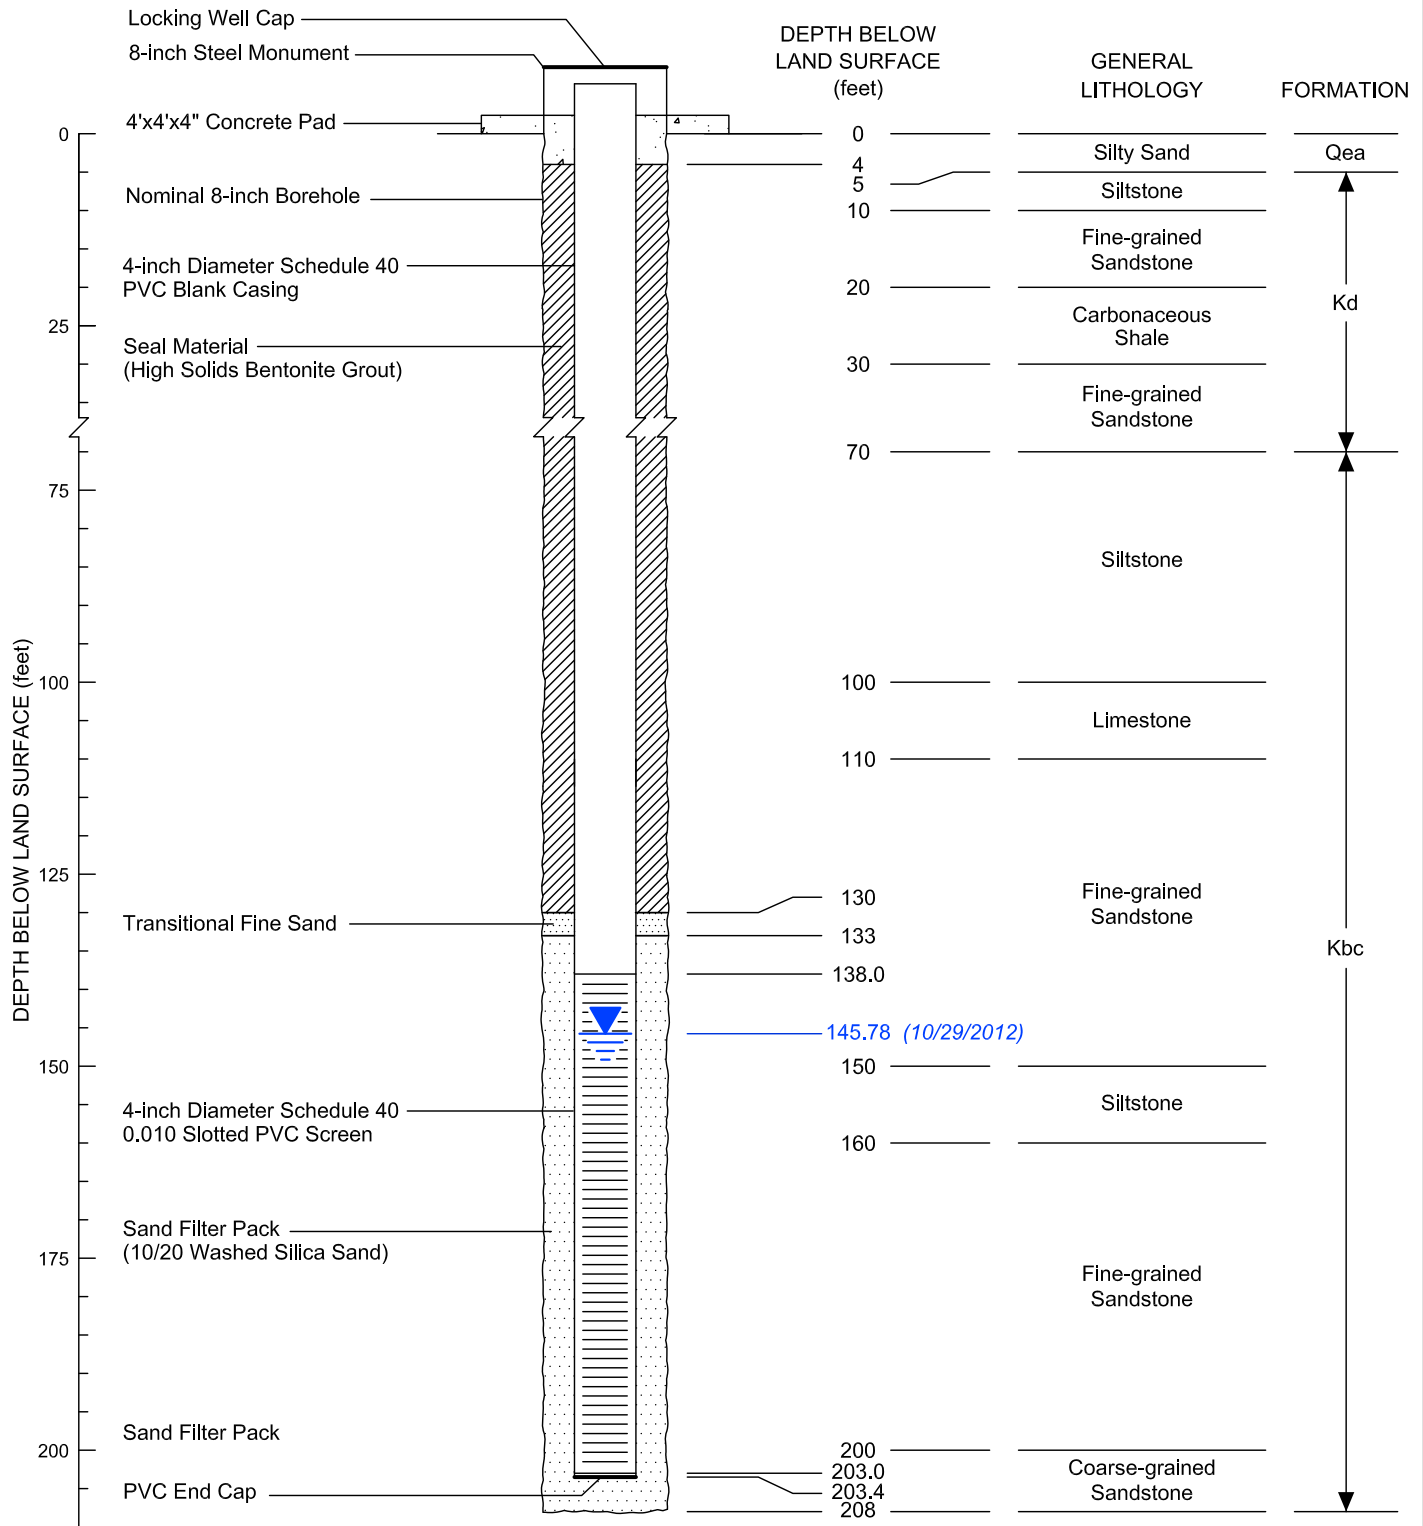 Locking Well Cap
8-inch Steel Monument
4'x4'x4" Concrete Pad
Nominal 8-inch Borehole
4-inch Diameter Schedule 40
PVC Blank Casing
Seal Material
(High Solids Bentonite Grout)
Transitional Fine Sand
4-inch Diameter Schedule 40
0.010 Slotted PVC Screen
Sand Filter Pack
(10/20 Washed Silica Sand)
Sand Filter Pack
PVC End Cap
DEPTH BELOW LAND SURFACE (feet)
0
25
75
100
125
150
175
200
DEPTH BELOW
LAND SURFACE
(feet)
0
4
5
10
20
30
70
100
110
130
133
138.0
145.78 (10/29/2012)
150
160
200
203.0
203.4
208
GENERAL
LITHOLOGY
Silty Sand
Siltstone
Fine-grained
Sandstone
Carbonaceous
Shale
Fine-grained
Sandstone
Siltstone
Limestone
Fine-grained
Sandstone
Siltstone
Fine-grained
Sandstone
Coarse-grained
Sandstone
FORMATION
Qea
Kd
Kbc